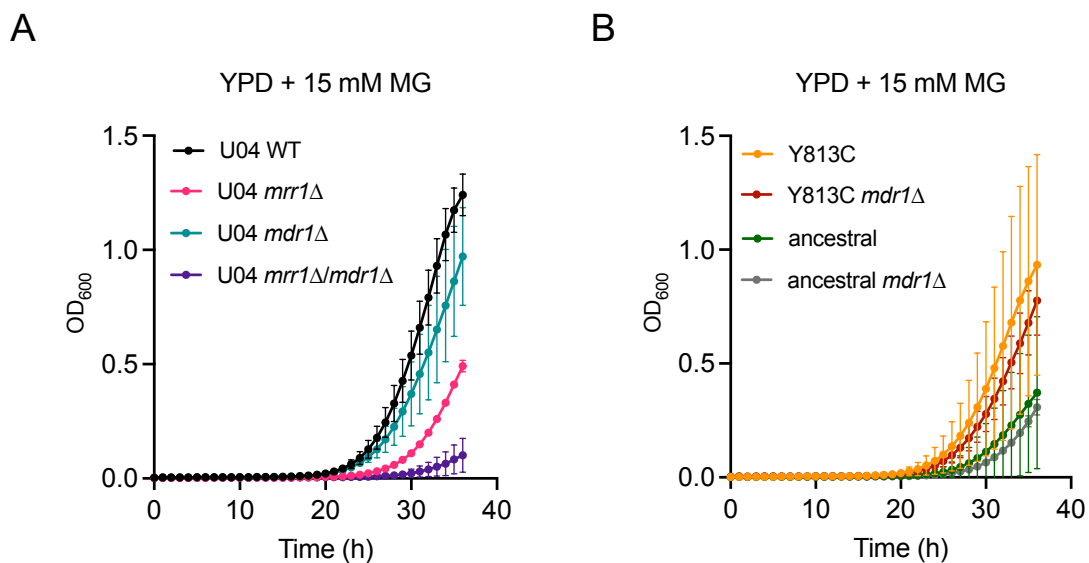 A
YPD + 15 mM MG
1.5
1.0
0.5
0.0
OD600
U04 WT
U04 mrr1Δ
U04 mdr1Δ
U04 mrr1Δ/mdr1Δ
0 10 20 30 40
Time (h)
B
YPD + 15 mM MG
1.5
1.0
0.5
0.0
OD600
Y813C
Y813C mdr1Δ
ancestral
ancestral mdr1Δ
0 10 20 30 40
Time (h)